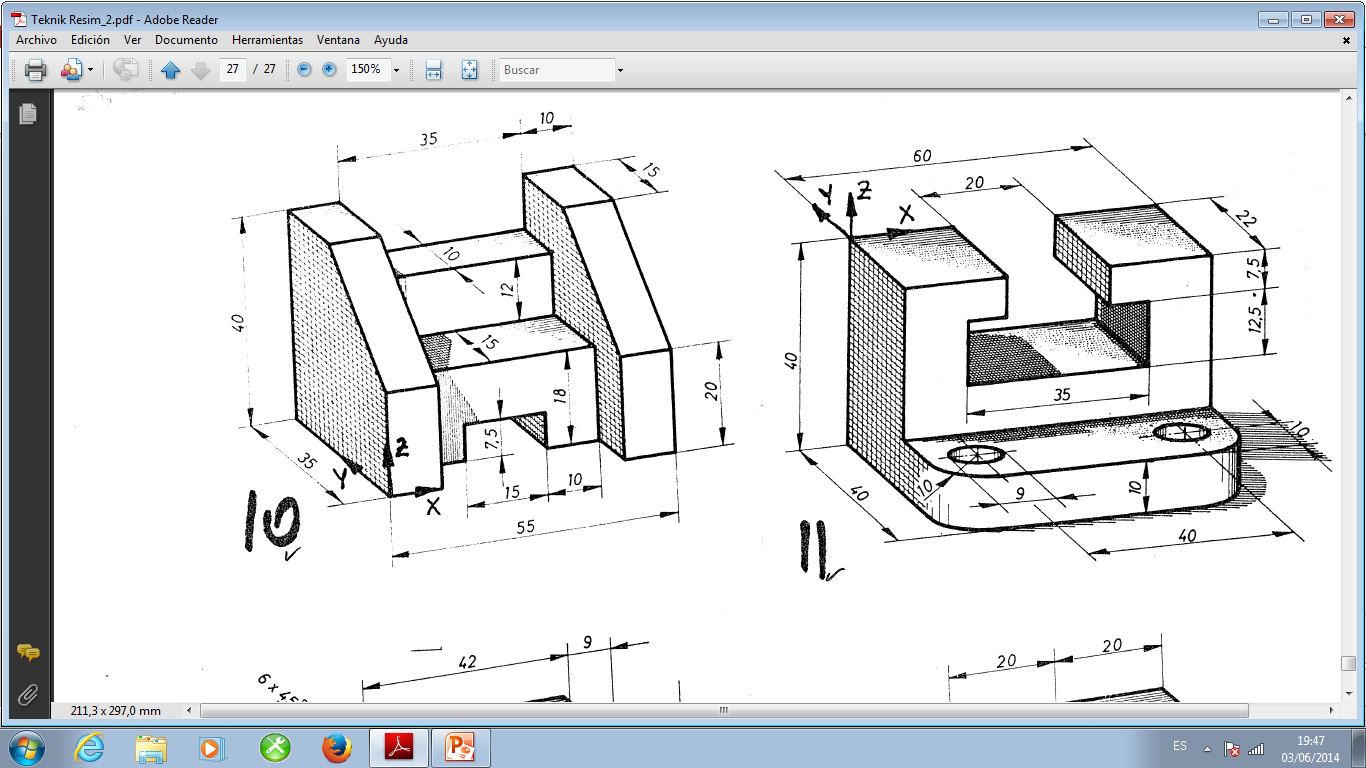 Teknik Resim_2.pdf - Adobe Reader
Archivo Edición Ver Documento Herramientas Ventana Ayuda
27 / 27 150% Buscar
35 10
15
10
12
40
15
18
20
7,5
35
Z
Y
X
15 10
55
10
60
20
Y Z
X
22
7,5
12,5
40
35
10
10
9
10
40
40
11
42 9
6 x 45°
20 20
211,3 x 297,0 mm
ES 19:47
03/06/2014